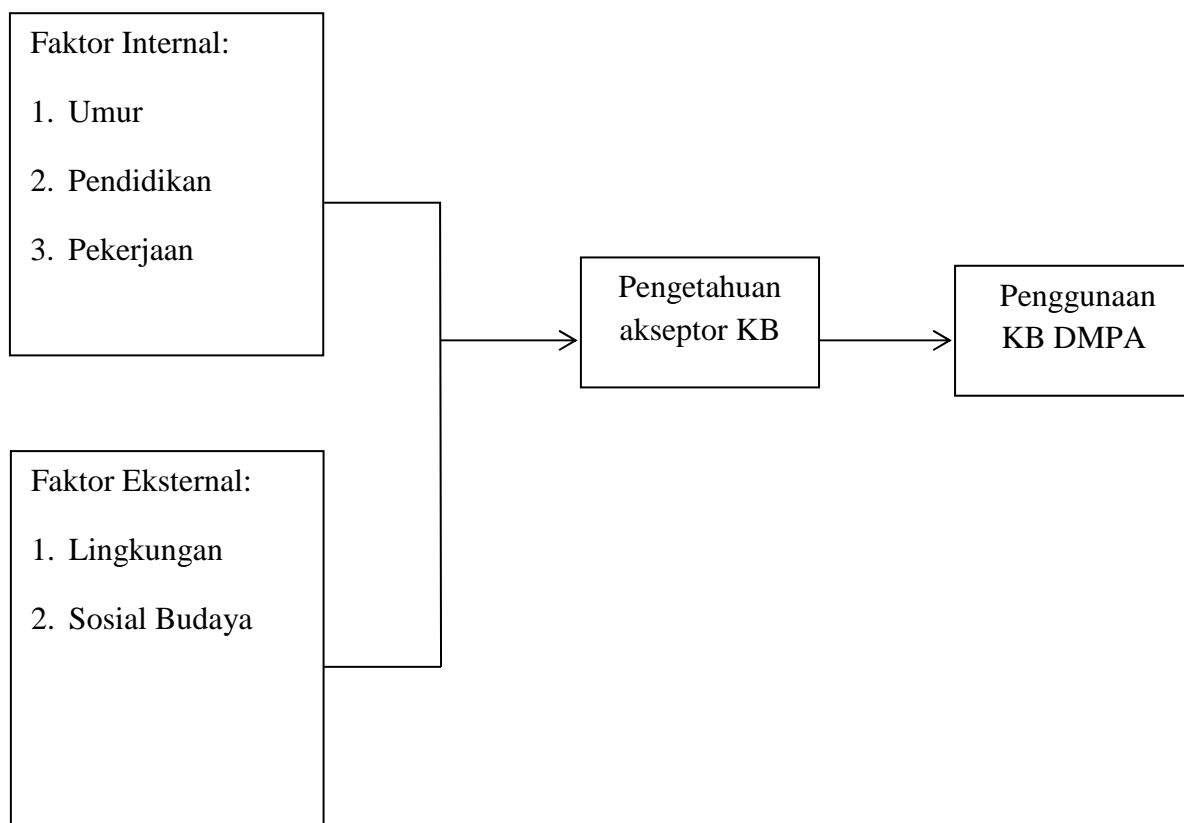 Faktor Internal:
1. Umur
2. Pendidikan
3. Pekerjaan
Pengetahuan
akseptor KB
Penggunaan
KB DMPA
Faktor Eksternal:
1. Lingkungan
2. Sosial Budaya